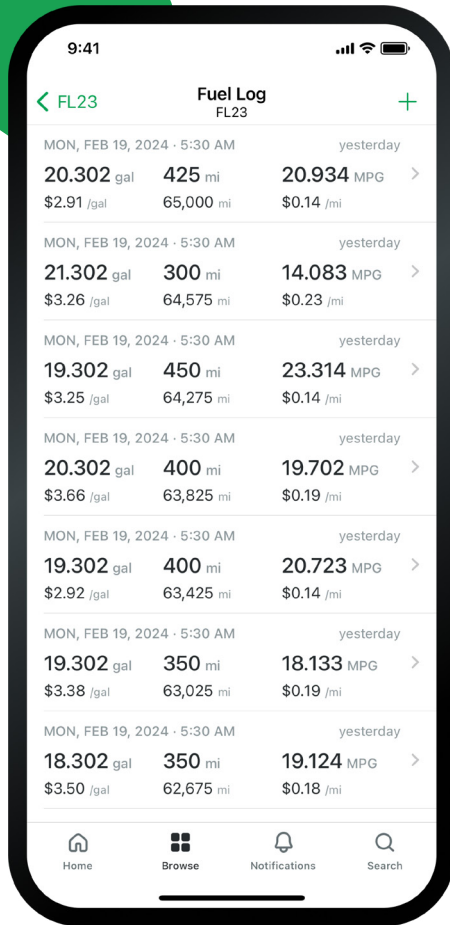 9:41
FL23
Fuel Log
FL23
MON, FEB 19, 2024 · 5:30 AM yesterday
20.302 gal 425 mi 20.934 MPG
$2.91 /gal 65,000 mi $0.14 /mi
MON, FEB 19, 2024 · 5:30 AM yesterday
21.302 gal 300 mi 14.083 MPG
$3.26 /gal 64,575 mi $0.23 /mi
MON, FEB 19, 2024 · 5:30 AM yesterday
19.302 gal 450 mi 23.314 MPG
$3.25 /gal 64,275 mi $0.14 /mi
MON, FEB 19, 2024 · 5:30 AM yesterday
20.302 gal 400 mi 19.702 MPG
$3.66 /gal 63,825 mi $0.19 /mi
MON, FEB 19, 2024 · 5:30 AM yesterday
19.302 gal 400 mi 20.723 MPG
$2.92 /gal 63,425 mi $0.14 /mi
MON, FEB 19, 2024 · 5:30 AM yesterday
19.302 gal 350 mi 18.133 MPG
$3.38 /gal 63,025 mi $0.19 /mi
MON, FEB 19, 2024 · 5:30 AM yesterday
18.302 gal 350 mi 19.124 MPG
$3.50 /gal 62,675 mi $0.18 /mi
Home Browse Notifications Search